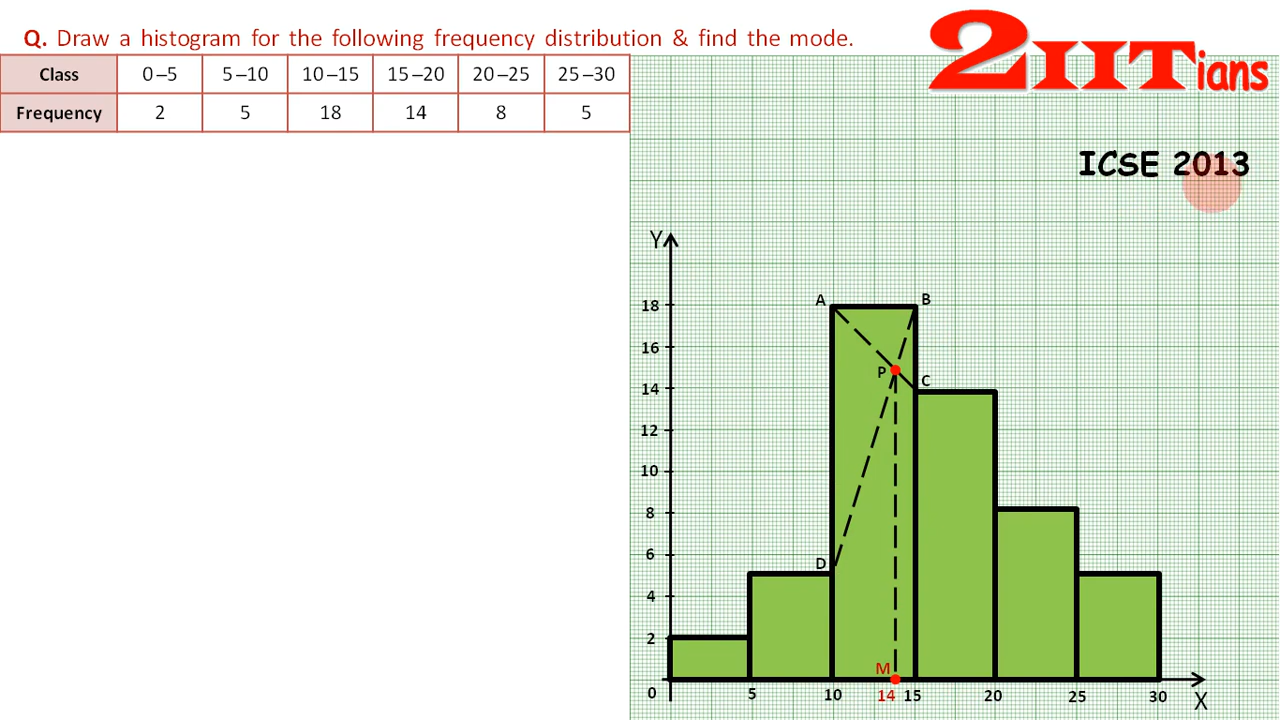 Q. Draw a histogram for the following frequency distribution & find the mode.
2IITians
Class 0–5 5–10 10–15 15–20 20–25 25–30
Frequency 2 5 18 14 8 5
ICSE 2013
Y
18
A
B
16
P
14
C
12
10
8
6
D
4
2
M
0 5 10 14 15 20 25 30 X